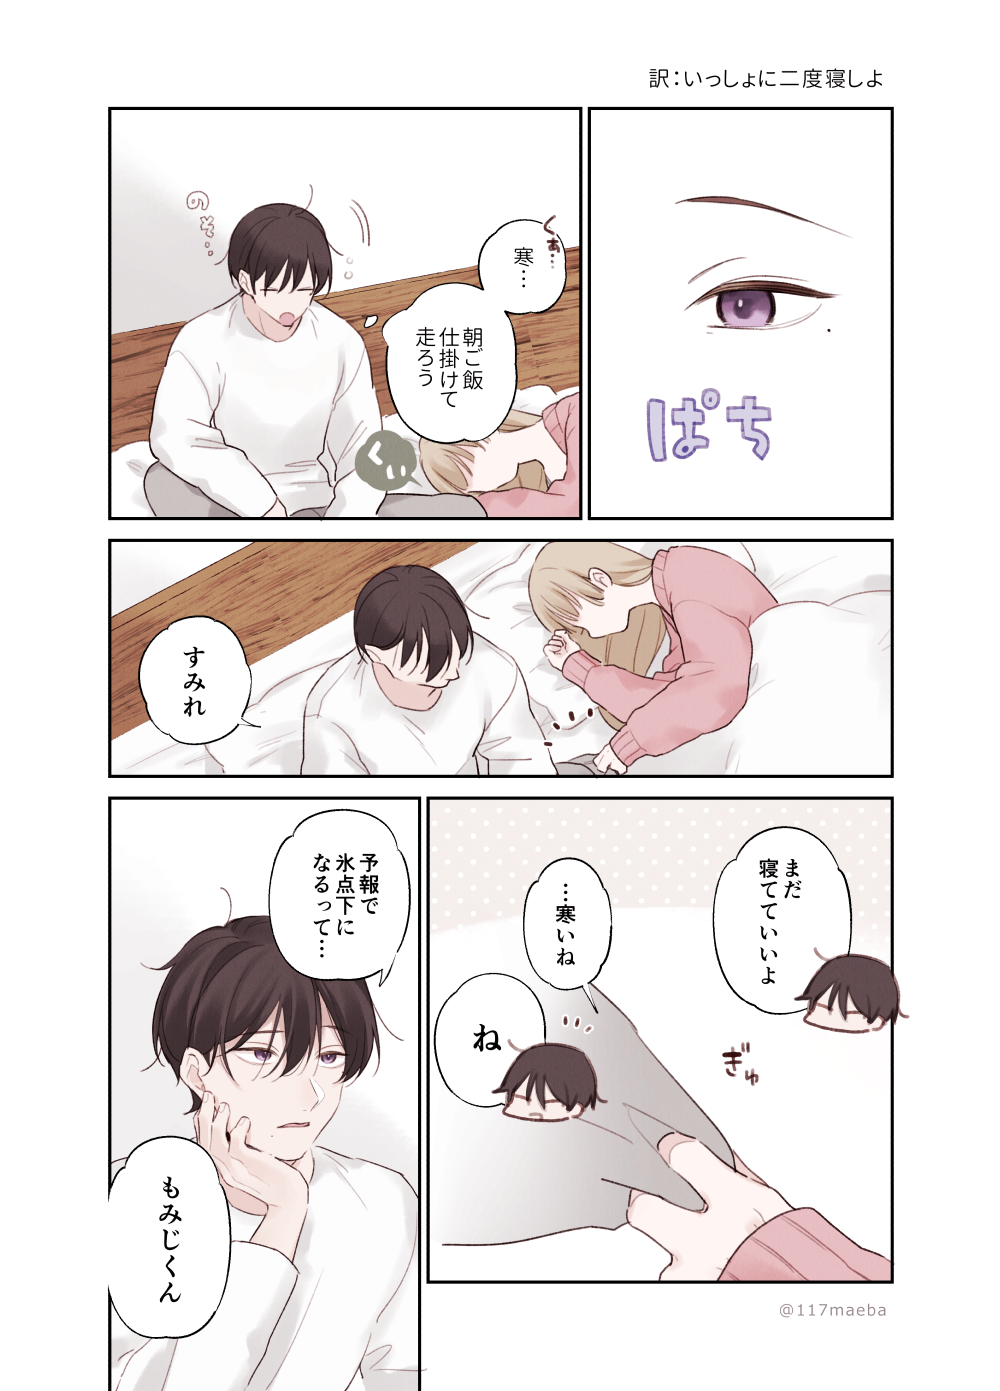 訳：いっしょに二度寝しよ
ぱち
くぁ…
寒…
朝ご飯
仕掛けて
走ろう
のそ…
くい
すみれ
まだ
寝てていいよ
…寒いね
ね
ぎゅ
予報で
氷点下に
なるって…
もみじくん
@117maeba